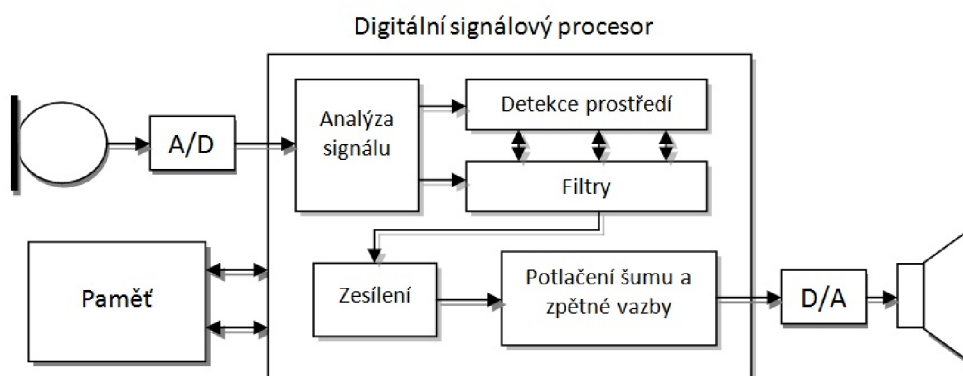 Digitální signálový procesor
A/D
Analýza
signálu
Detekce prostředí
Filtry
Paměť
Zesílení
Potlačení šumu a
zpětné vazby
D/A